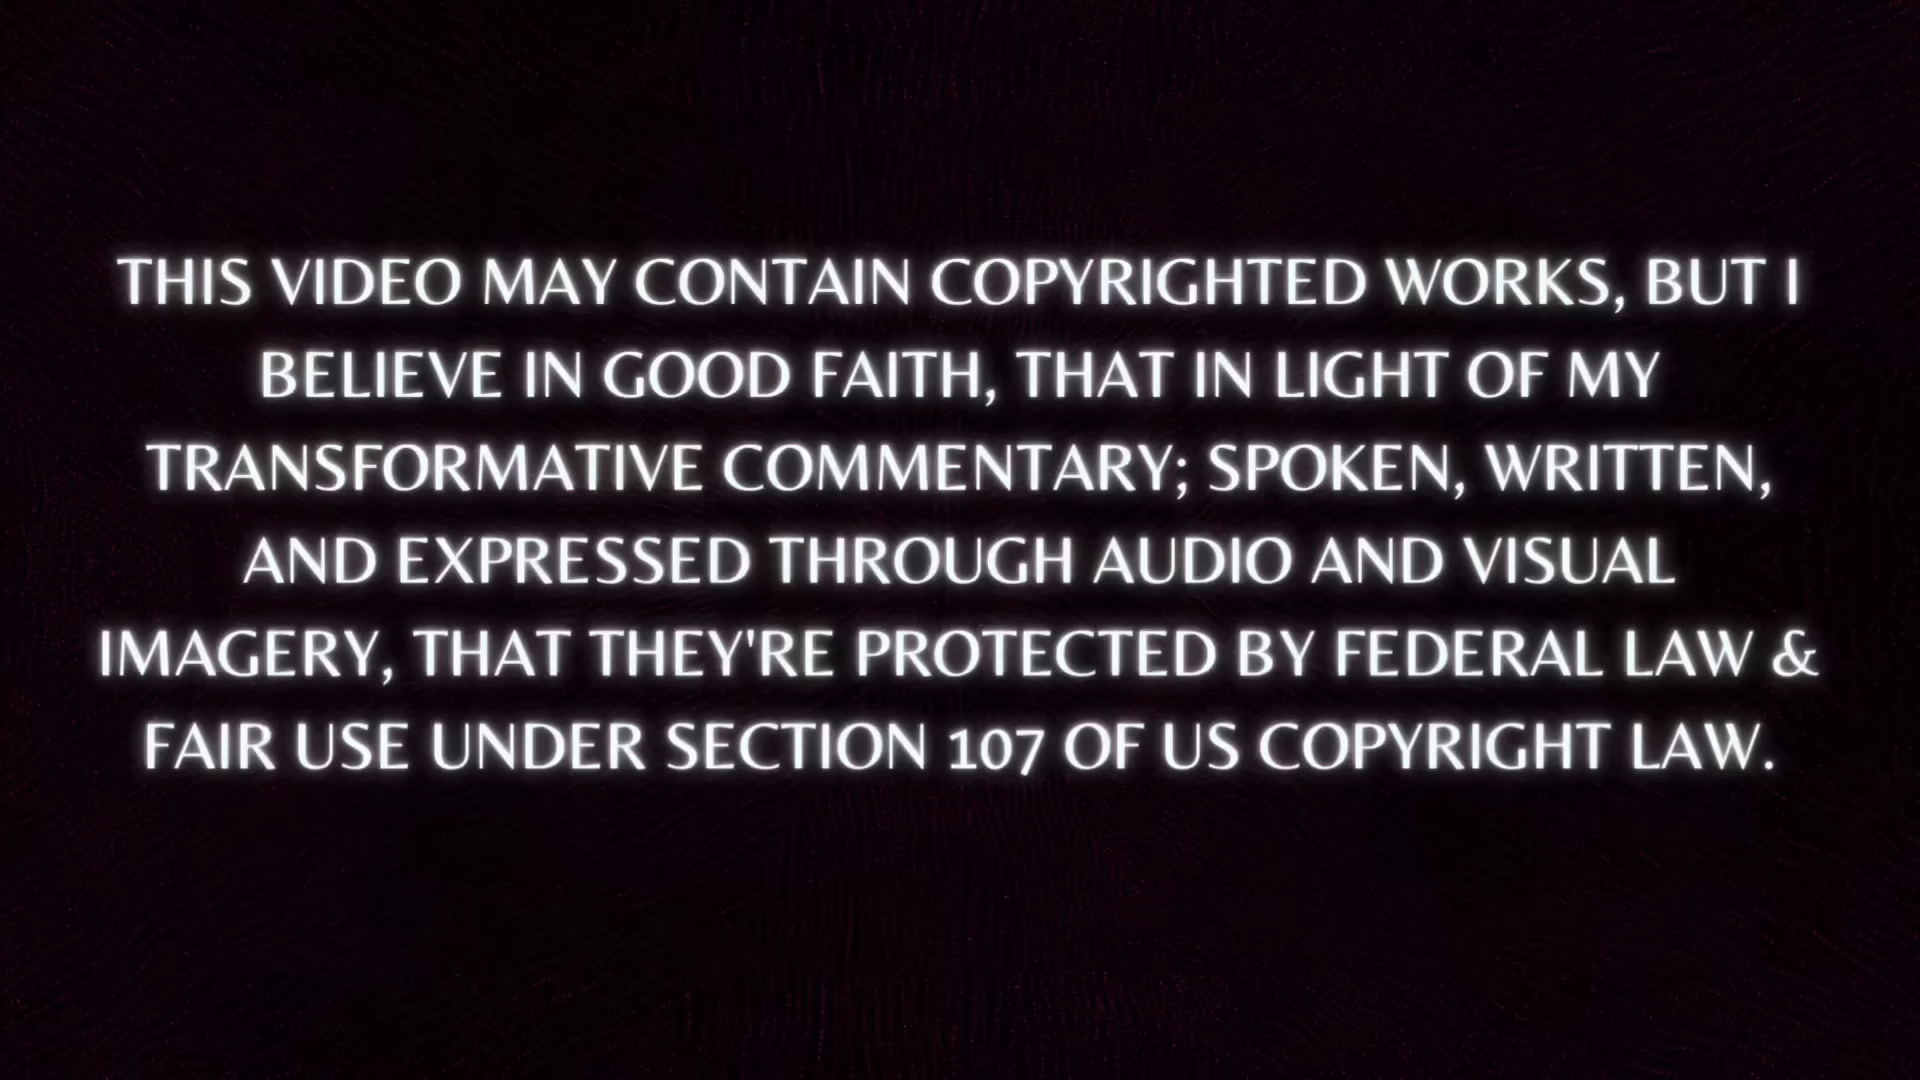 THIS VIDEO MAY CONTAIN COPYRIGHTED WORKS, BUT I
BELIEVE IN GOOD FAITH, THAT IN LIGHT OF MY
TRANSFORMATIVE COMMENTARY; SPOKEN, WRITTEN,
AND EXPRESSED THROUGH AUDIO AND VISUAL
IMAGERY, THAT THEY'RE PROTECTED BY FEDERAL LAW &
FAIR USE UNDER SECTION 107 OF US COPYRIGHT LAW.